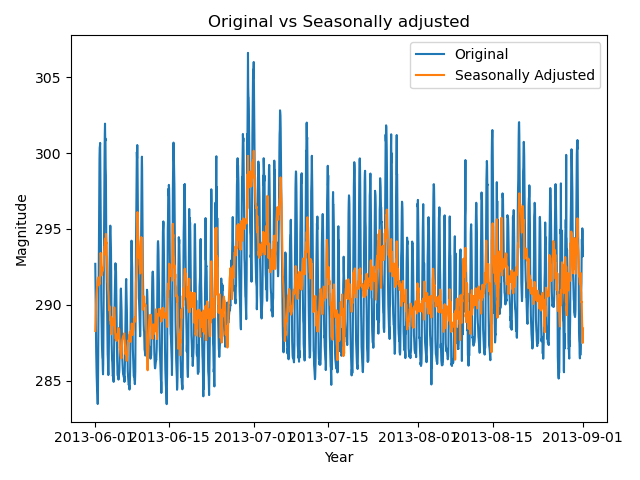 Original vs Seasonally adjusted
Original
Seasonally Adjusted
Magnitude
305
300
295
290
285
2013-06-01
2013-06-15
2013-07-01
2013-07-15
2013-08-01
2013-08-15
2013-09-01
Year